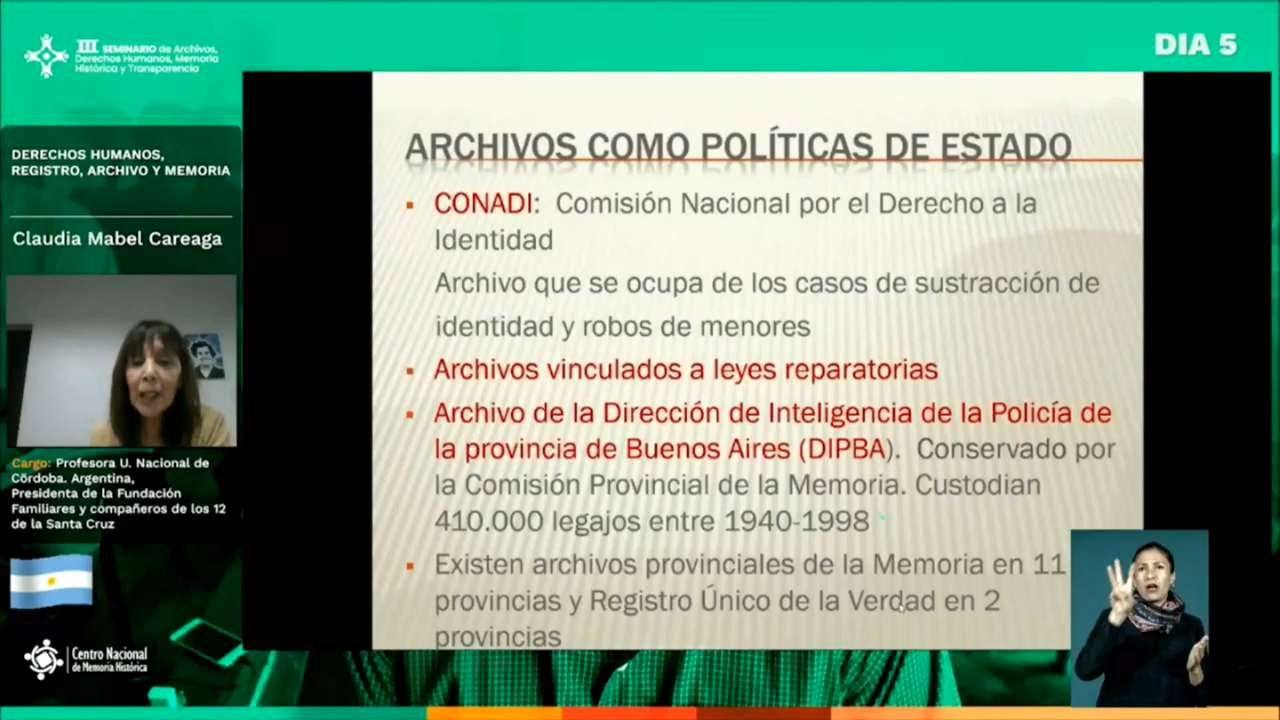 III SEMINARIO de Archivos,
Derechos Humanos, Memoria
Histórica y Transparencia
DIA 5
DERECHOS HUMANOS,
REGISTRO, ARCHIVO Y MEMORIA
Claudia Mabel Careaga
Cargo: Profesora U. Nacional de
Córdoba. Argentina,
Presidenta de la Fundación
Familiares y compañeros de los 12
de la Santa Cruz
Centro Nacional
de Memoria Histórica
ARCHIVOS COMO POLÍTICAS DE ESTADO
▪ CONADI: Comisión Nacional por el Derecho a la
Identidad
Archivo que se ocupa de los casos de sustracción de
identidad y robos de menores
▪ Archivos vinculados a leyes reparatorias
▪ Archivo de la Dirección de Inteligencia de la Policía de
la provincia de Buenos Aires (DIPBA). Conservado por
la Comisión Provincial de la Memoria. Custodian
410.000 legajos entre 1940-1998
▪ Existen archivos provinciales de la Memoria en 11
provincias y Registro Único de la Verdad en 2
provincias